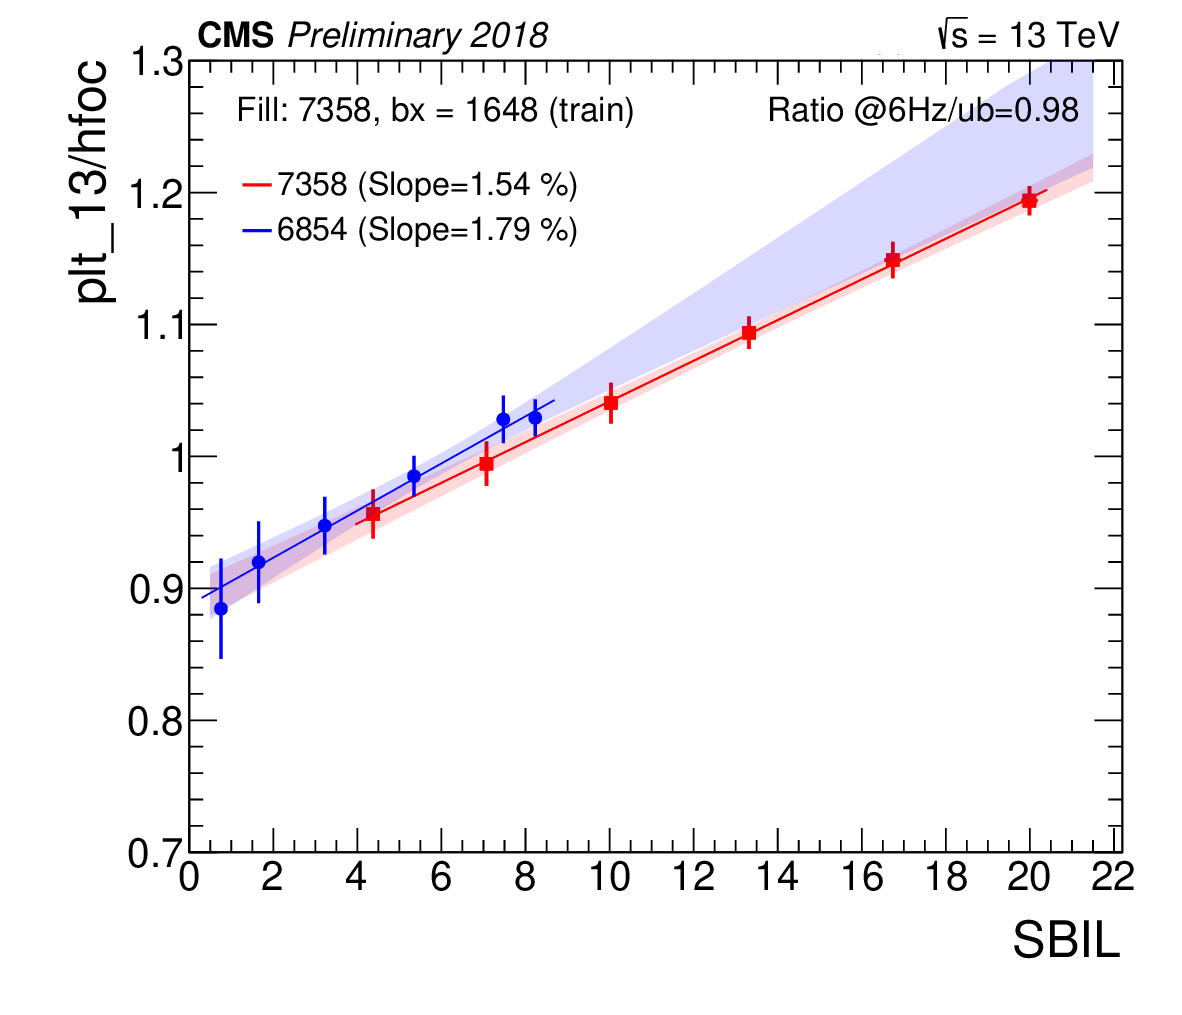 CMS Preliminary 2018
√s = 13 TeV
plt_13/hfoc
Fill: 7358, bx = 1648 (train)
Ratio @6Hz/ub=0.98
7358 (Slope=1.54 %)
6854 (Slope=1.79 %)
1.3
1.2
1.1
1
0.9
0.8
0.7
0 2 4 6 8 10 12 14 16 18 20 22
SBIL